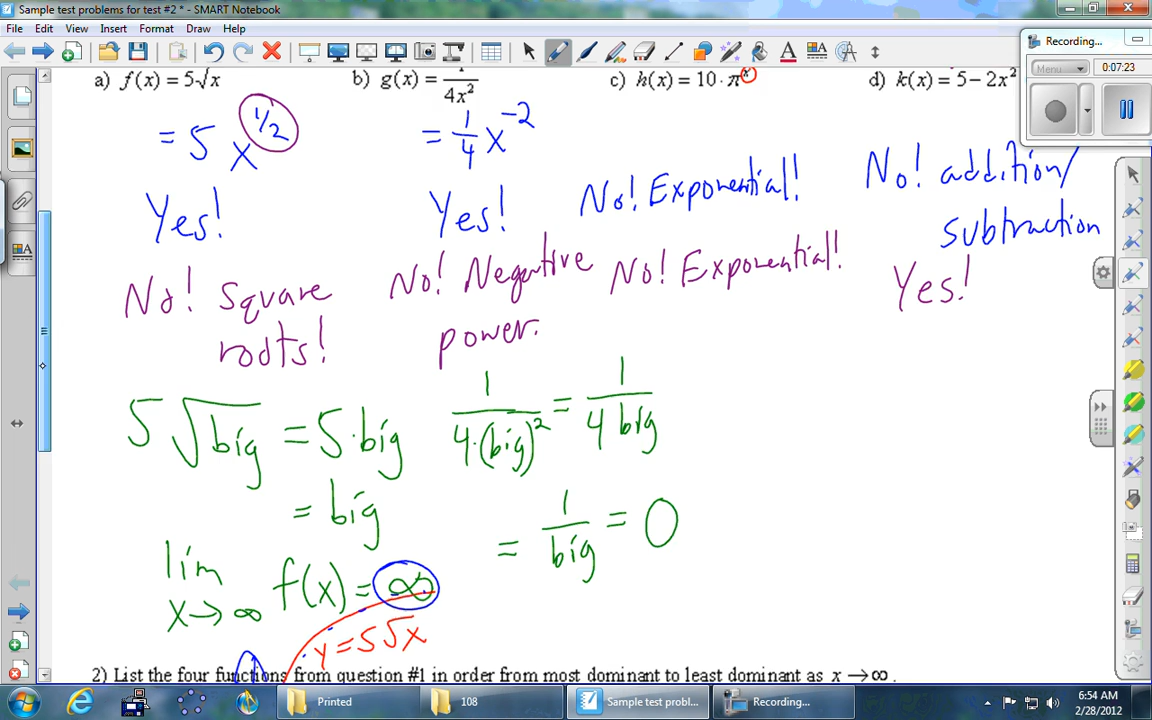 Sample test problems for test #2 * - SMART Notebook
File Edit View Insert Format Draw Help
Recording...
Menu
0:07:23
a) f(x) = 5√x b) g(x) = 1/4x² c) h(x) = 10 · πˣ d) k(x) = 5 − 2x²
= 5 x^1/2 = 1/4 x^−2
Yes! Yes! No! Exponential! No! addition/
subtraction
No! Square No! Negative No! Exponential! Yes!
roots! power.
5 √big = 5·big 1/4·(big)² = 1/4 big
= big = 1/big = 0
lim f(x) = ∞
x→∞
y = 5√x
2) List the four functions from question #1 in order from most dominant to least dominant as x → ∞ .
Printed 108 Sample test probl... Recording...
6:54 AM
2/28/2012